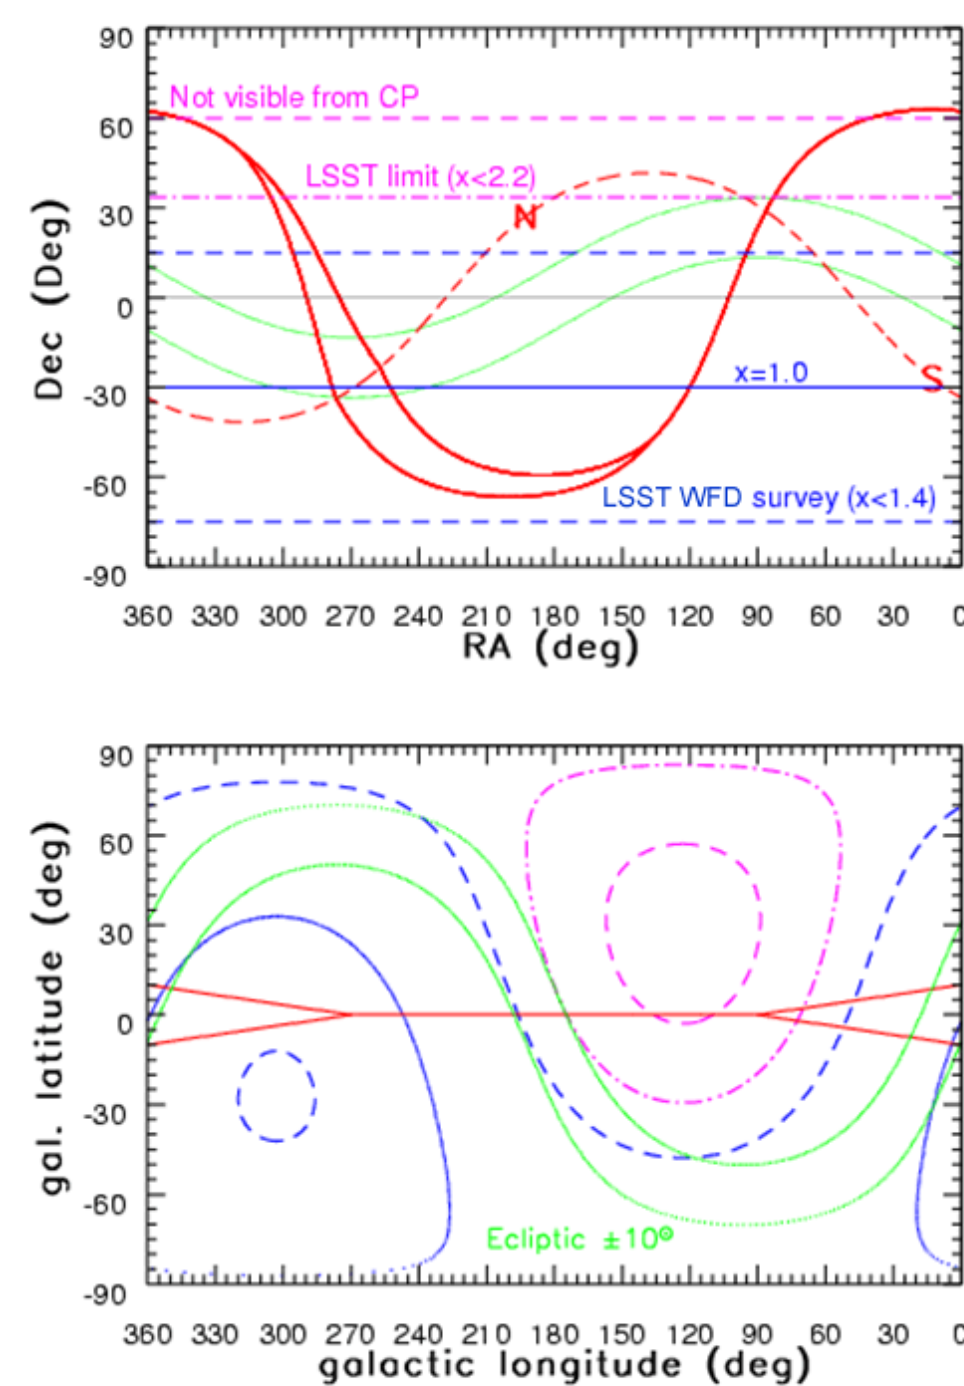 90
Not visible from CP
60
LSST limit (x<2.2)
30
N
0
x=1.0
S
-30
-60
LSST WFD survey (x<1.4)
-90
Dec (Deg)
360 330 300 270 240 210 180 150 120 90 60 30 0
RA (deg)
90
60
30
0
-30
-60
Ecliptic ±10⁰
-90
gal. latitude (deg)
360 330 300 270 240 210 180 150 120 90 60 30 0
galactic longitude (deg)